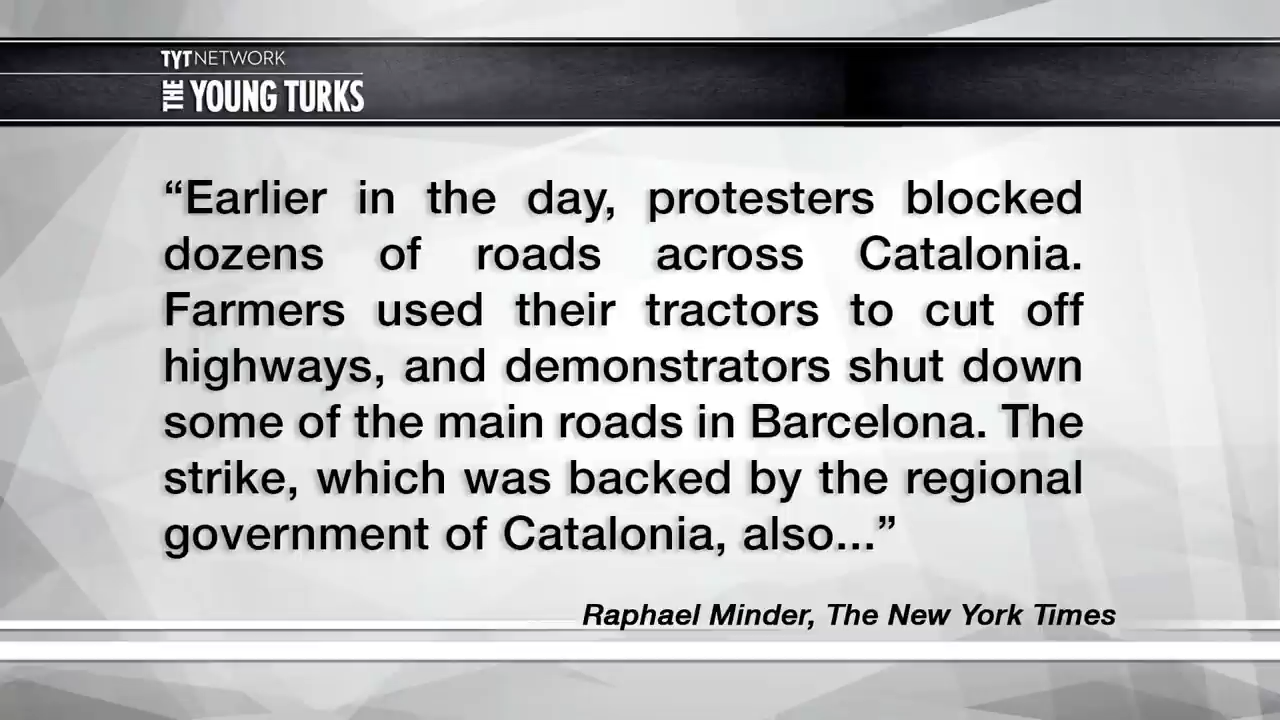 TYT NETWORK
THE YOUNG TURKS
“Earlier in the day, protesters blocked
dozens of roads across Catalonia.
Farmers used their tractors to cut off
highways, and demonstrators shut down
some of the main roads in Barcelona. The
strike, which was backed by the regional
government of Catalonia, also...”
Raphael Minder, The New York Times